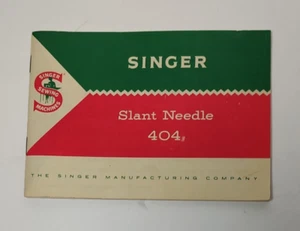 SINGER
SINGER
SEWING
MACHINES
Slant Needle
404
THE SINGER MANUFACTURING COMPANY